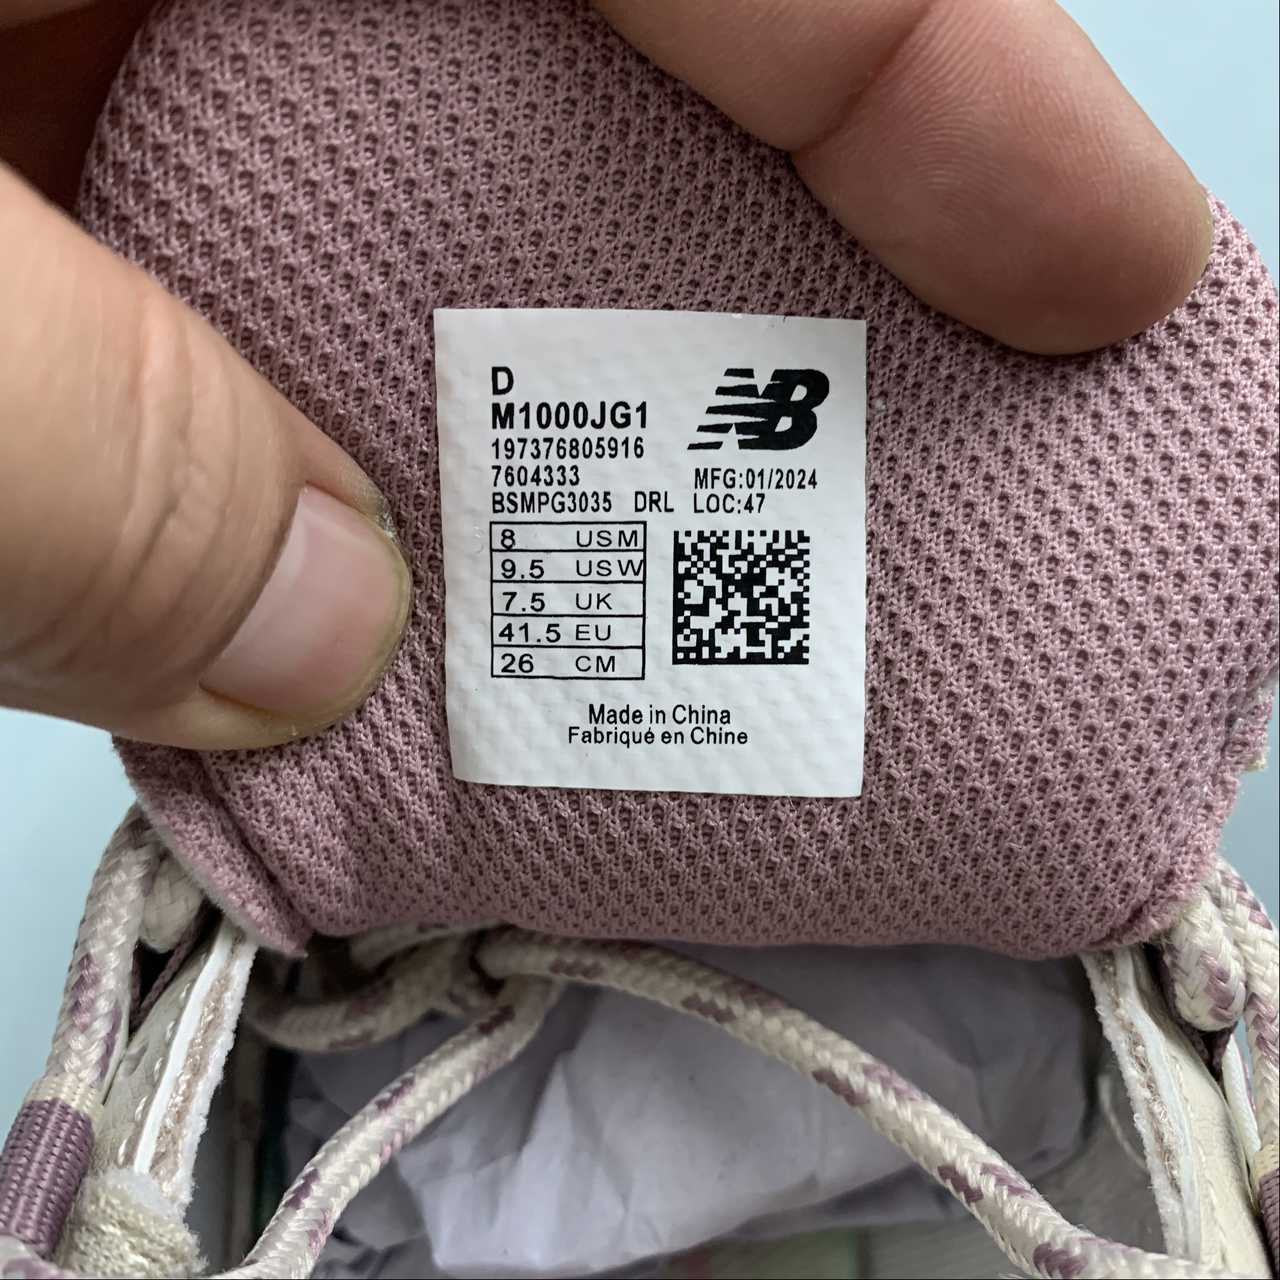 D
M1000JG1
197376805916
7604333
BSMPG3035 DRL
NB
MFG:01/2024
LOC:47
8 USM
9.5 USW
7.5 UK
41.5 EU
26 CM
Made in China
Fabriqué en Chine